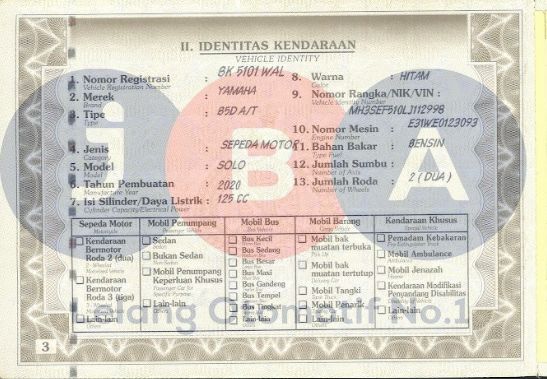 II. IDENTITAS KENDARAAN
VEHICLE IDENTITY
1. Nomor Registrasi : BK 5101 WAL
Vehicle Registration Number
2. Merek : YAMAHA
Brand
3. Tipe : B5D A/T
Type
4. Jenis : SEPEDA MOTOR
Category
5. Model : SOLO
Model
6. Tahun Pembuatan : 2020
Manufacture Year
7. Isi Silinder/Daya Listrik : 125 CC
Cylinder Capacity/Electrical Power
8. Warna : HITAM
Color
9. Nomor Rangka/NIK/VIN :
Vehicle Identity Number
MH3SEF510LJ112998
10. Nomor Mesin : E31WE0123093
Engine Number
11. Bahan Bakar : BENSIN
Type Fuel
12. Jumlah Sumbu :
Number of Axis
13. Jumlah Roda : 2 ( DUA )
Number of Wheels
Sepeda Motor
Motorcycle
Kendaraan Bermotor Roda 2 (dua)
Kendaraan Bermotor Roda 3 (tiga)
Lain-lain
Mobil Penumpang
Sedan
Bukan Sedan
Mobil Penumpang Keperluan Khusus
Lain-lain
Mobil Bus
Bus Kecil
Bus Sedang
Bus Besar
Bus Maxi
Bus Gandeng
Bus Tempel
Bus Tingkat
Lain-lain
Mobil Barang
Mobil bak muatan terbuka
Mobil bak muatan tertutup
Mobil Tangki
Mobil Penarik
Lain-lain
Kendaraan Khusus
Pemadam Kebakaran
Mobil Ambulance
Mobil Jenazah
Kendaraan Modifikasi Penyandang Disabilitas
Lain-lain
i B A
Lelang Otomotif No.1
3